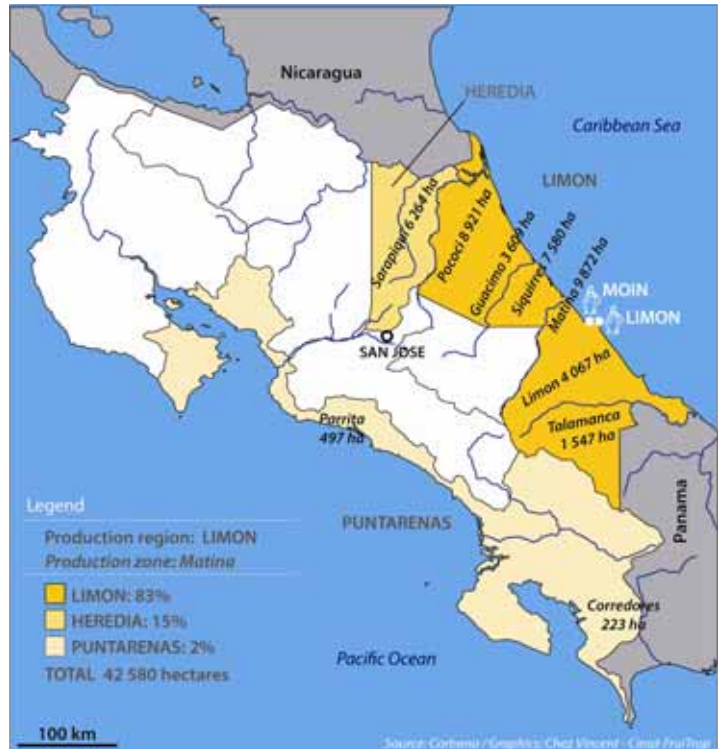 Nicaragua
HEREDIA
Caribbean Sea
LIMON
Sarapiqui 6 264 ha
Pococi 8 921 ha
Guacimo 3 609 ha
Siquirres 7 580 ha
Matina 9 872 ha
MOIN
LIMON
SAN JOSE
Limon 4 067 ha
Talamanca
1 547 ha
Parrita
497 ha
Panama
PUNTARENAS
Corredores
223 ha
Pacific Ocean
Legend
Production region: LIMON
Production zone: Matina
LIMON: 83%
HEREDIA: 15%
PUNTARENAS: 2%
TOTAL 42 580 hectares
100 km
Source: Corbana / Graphics: Chet Vincent - Cirad-FruiTrop